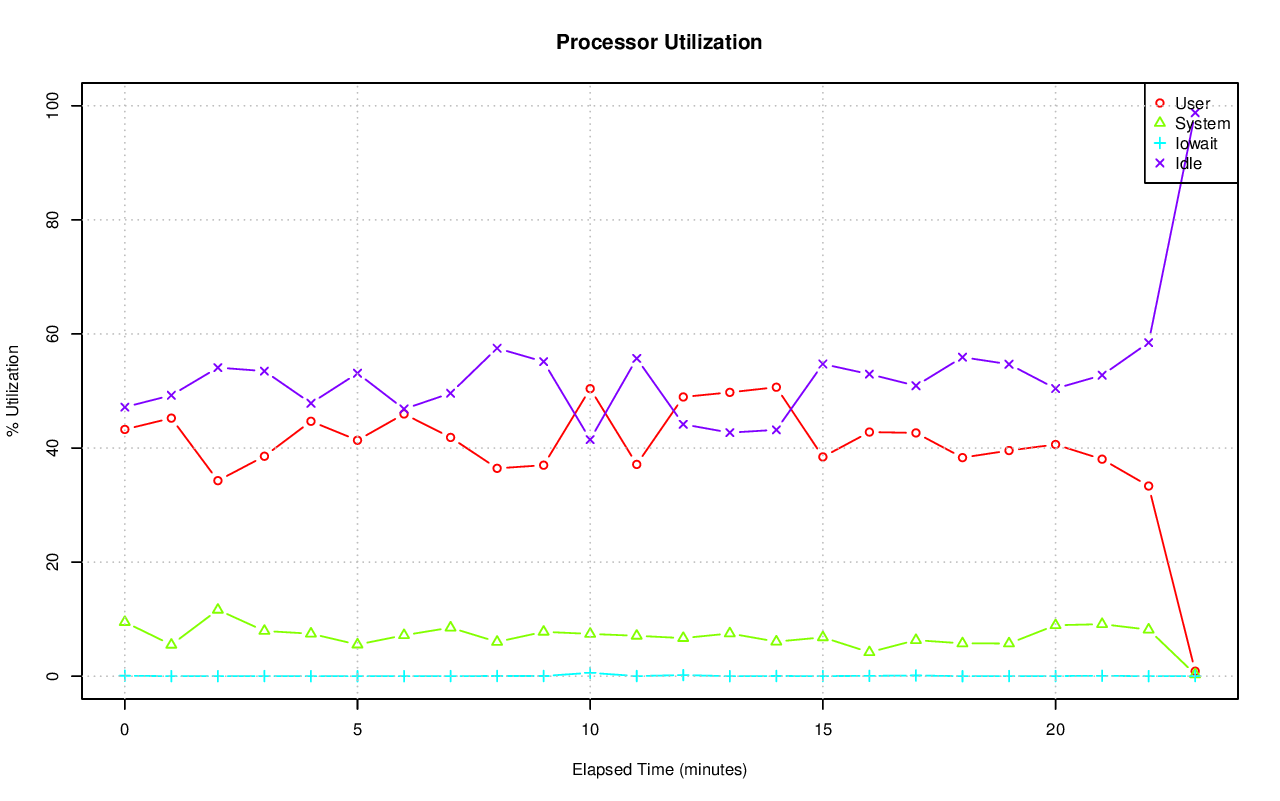 Processor Utilization
% Utilization
100
80
60
40
20
0
User
System
Iowait
Idle
0 5 10 15 20
Elapsed Time (minutes)